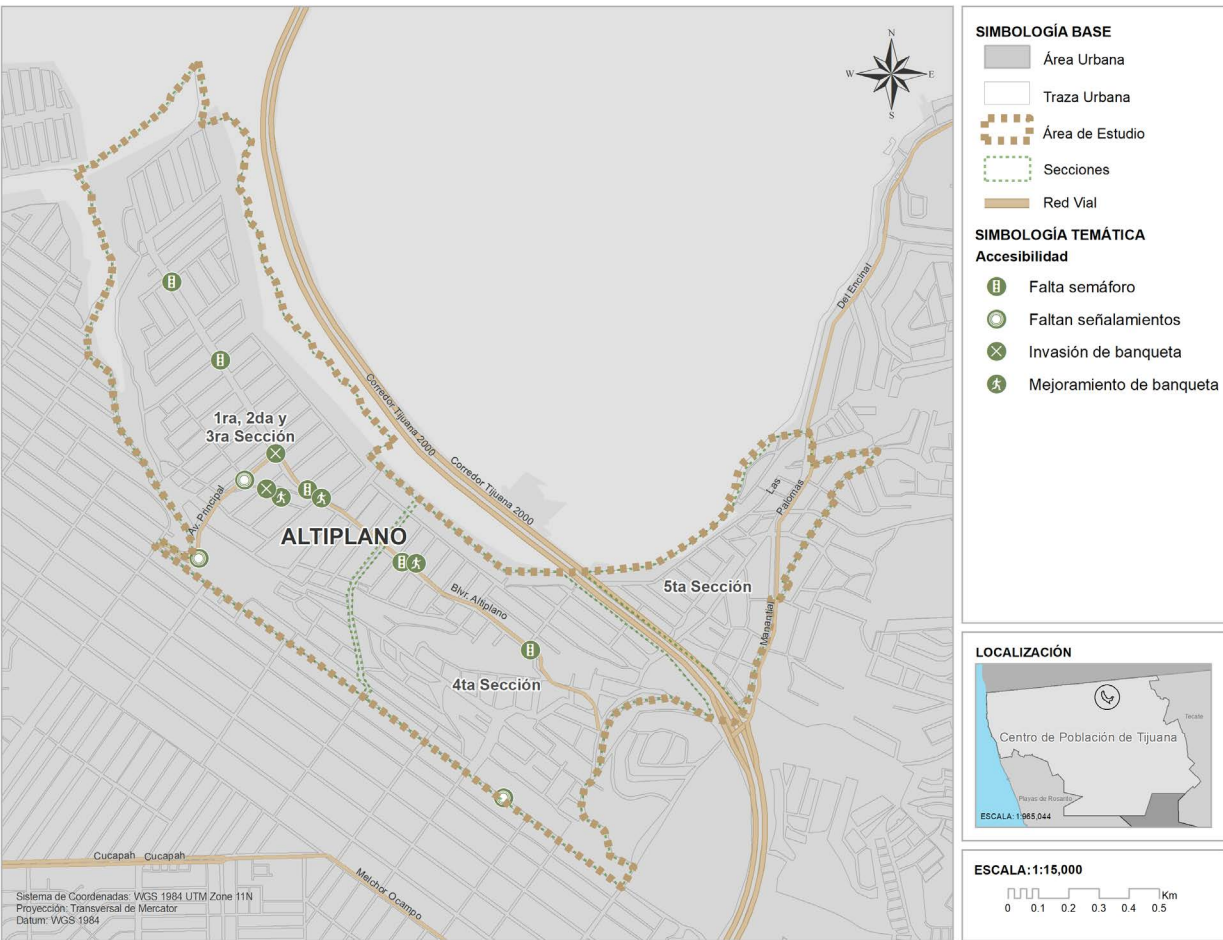 N
W
E
S
Del Encinal
Corredor Tijuana 2000
Corredor Tijuana 2000
1ra, 2da y
3ra Sección
Av. Principal
ALTIPLANO
Las
Palomas
5ta Sección
Blvr. Altiplano
Manantial
4ta Sección
Cucapah
Cucapah
Melchor Ocampo
Sistema de Coordenadas: WGS 1984 UTM Zone 11N
Proyección: Transversal de Mercator
Datum: WGS 1984
SIMBOLOGÍA BASE
Área Urbana
Traza Urbana
Área de Estudio
Secciones
Red Vial
SIMBOLOGÍA TEMÁTICA
Accesibilidad
Falta semáforo
Faltan señalamientos
Invasión de banqueta
Mejoramiento de banqueta
LOCALIZACIÓN
Tecate
Centro de Población de Tijuana
Playas de Rosarito
ESCALA: 1:965,044
ESCALA: 1:15,000
Km
0 0.1 0.2 0.3 0.4 0.5